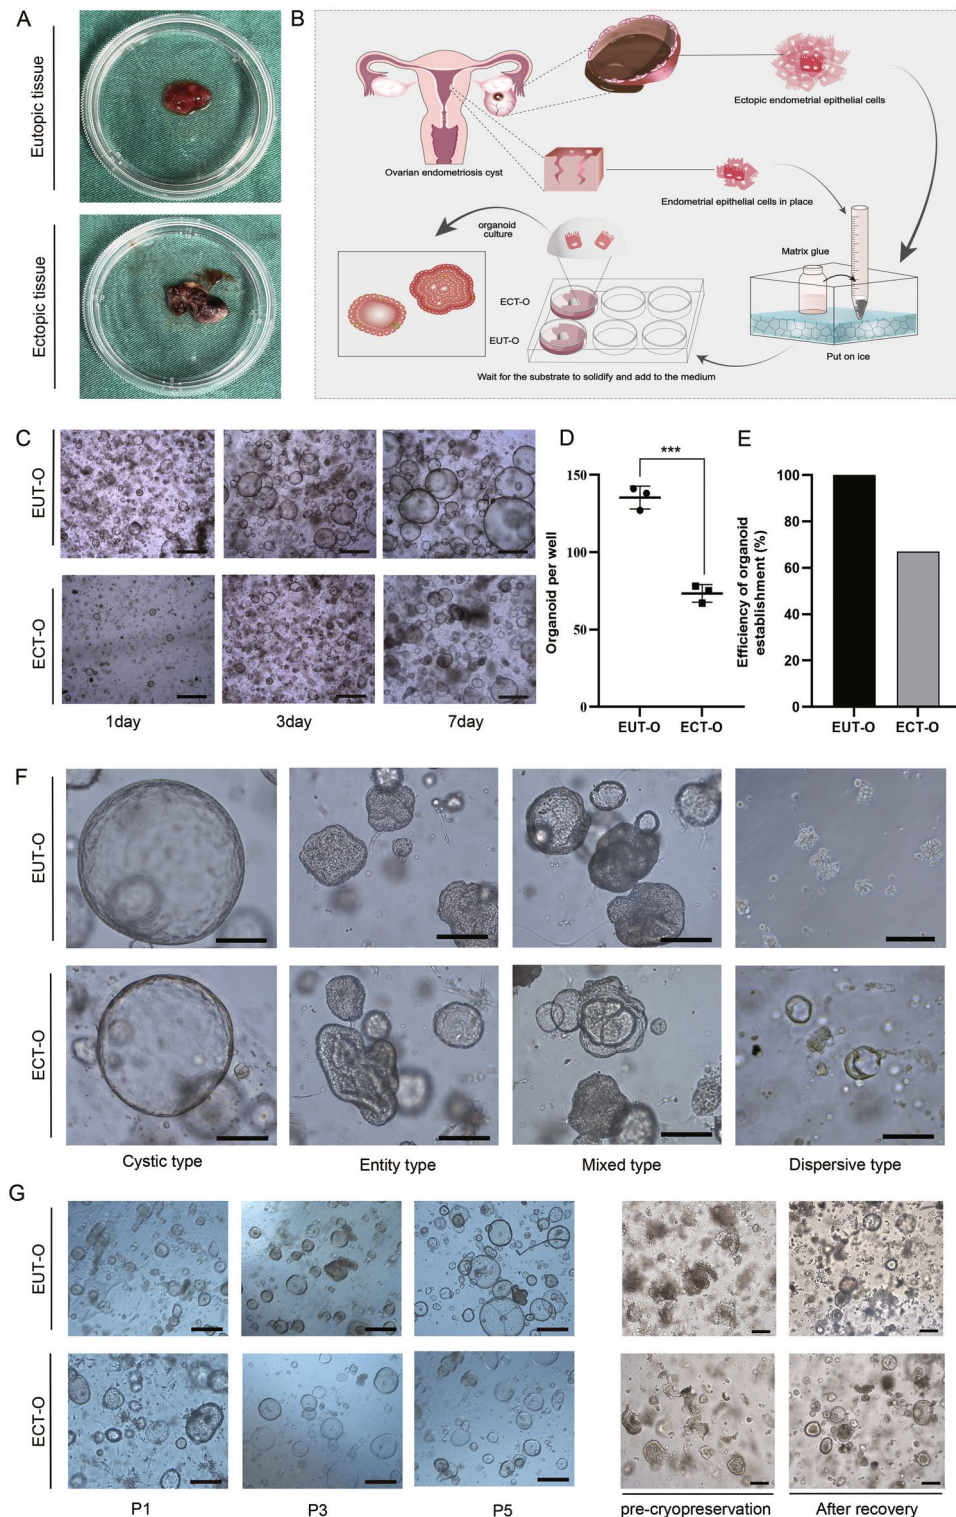 A
Eutopic tissue
Ectopic tissue
B
Ovarian endometriosis cyst
Ectopic endometrial epithelial cells
Endometrial epithelial cells in place
organoid
culture
Matrix glue
ECT-O
EUT-O
Put on ice
Wait for the substrate to solidify and add to the medium
C
EUT-O
ECT-O
1day
3day
7day
D
***
Organoid per well
150
100
50
0
EUT-O
ECT-O
E
Efficiency of organoid
establishment (%)
100
80
60
40
20
0
EUT-O
ECT-O
F
EUT-O
ECT-O
Cystic type
Entity type
Mixed type
Dispersive type
G
EUT-O
ECT-O
P1
P3
P5
pre-cryopreservation
After recovery